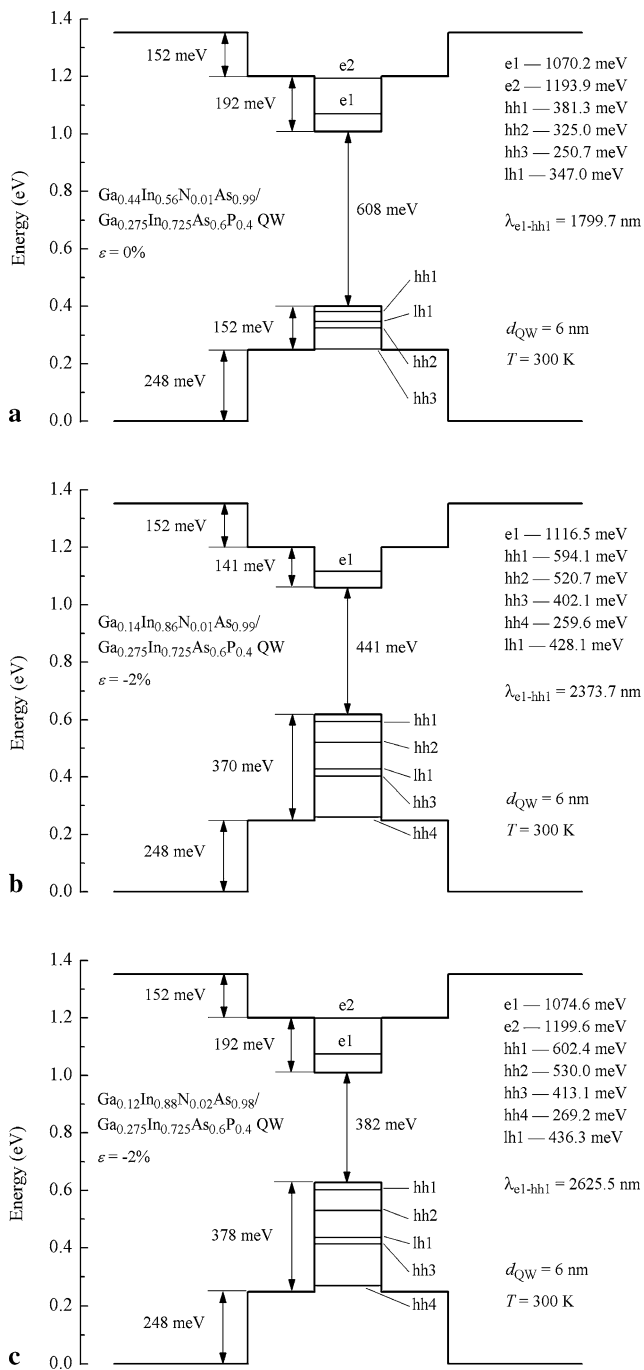 a
Energy (eV)
1.4
1.2
1.0
0.8
0.6
0.4
0.2
0.0
152 meV
192 meV
e2
e1
Ga0.44In0.56N0.01As0.99/
Ga0.275In0.725As0.6P0.4 QW
ε = 0%
608 meV
152 meV
248 meV
hh1
lh1
hh2
hh3
e1 — 1070.2 meV
e2 — 1193.9 meV
hh1 — 381.3 meV
hh2 — 325.0 meV
hh3 — 250.7 meV
lh1 — 347.0 meV
λe1-hh1 = 1799.7 nm
dQW = 6 nm
T = 300 K
b
Energy (eV)
1.4
1.2
1.0
0.8
0.6
0.4
0.2
0.0
152 meV
141 meV
e1
Ga0.14In0.86N0.01As0.99/
Ga0.275In0.725As0.6P0.4 QW
ε = -2%
441 meV
370 meV
248 meV
hh1
hh2
lh1
hh3
hh4
e1 — 1116.5 meV
hh1 — 594.1 meV
hh2 — 520.7 meV
hh3 — 402.1 meV
hh4 — 259.6 meV
lh1 — 428.1 meV
λe1-hh1 = 2373.7 nm
dQW = 6 nm
T = 300 K
c
Energy (eV)
1.4
1.2
1.0
0.8
0.6
0.4
0.2
0.0
152 meV
192 meV
e2
e1
Ga0.12In0.88N0.02As0.98/
Ga0.275In0.725As0.6P0.4 QW
ε = -2%
382 meV
378 meV
248 meV
hh1
hh2
lh1
hh3
hh4
e1 — 1074.6 meV
e2 — 1199.6 meV
hh1 — 602.4 meV
hh2 — 530.0 meV
hh3 — 413.1 meV
hh4 — 269.2 meV
lh1 — 436.3 meV
λe1-hh1 = 2625.5 nm
dQW = 6 nm
T = 300 K